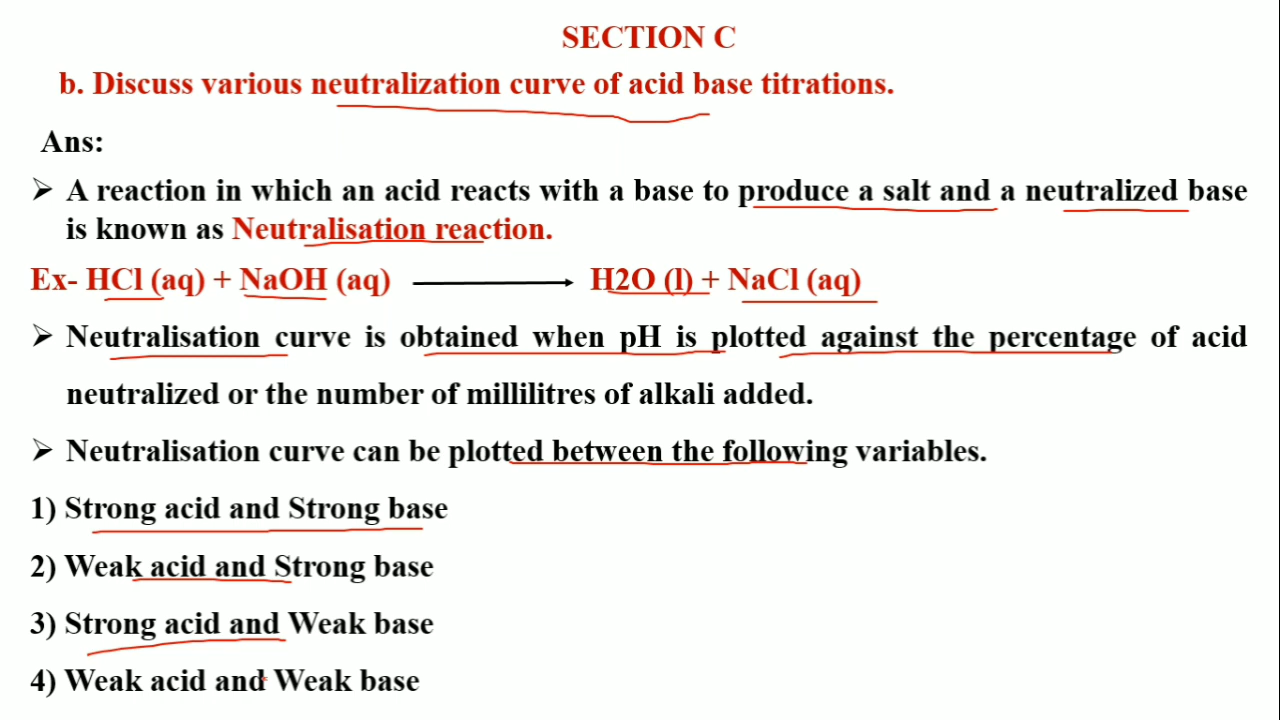 SECTION C
b. Discuss various neutralization curve of acid base titrations.
Ans:
➢ A reaction in which an acid reacts with a base to produce a salt and a neutralized base
is known as Neutralisation reaction.
Ex- HCl (aq) + NaOH (aq) ⟶ H2O (l) + NaCl (aq)
➢ Neutralisation curve is obtained when pH is plotted against the percentage of acid
neutralized or the number of millilitres of alkali added.
➢ Neutralisation curve can be plotted between the following variables.
1) Strong acid and Strong base
2) Weak acid and Strong base
3) Strong acid and Weak base
4) Weak acid and Weak base